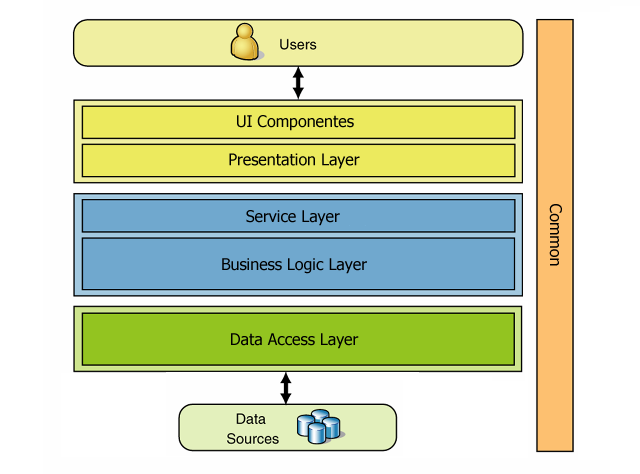 Users
UI Componentes
Presentation Layer
Service Layer
Business Logic Layer
Data Access Layer
Data
Sources
Common